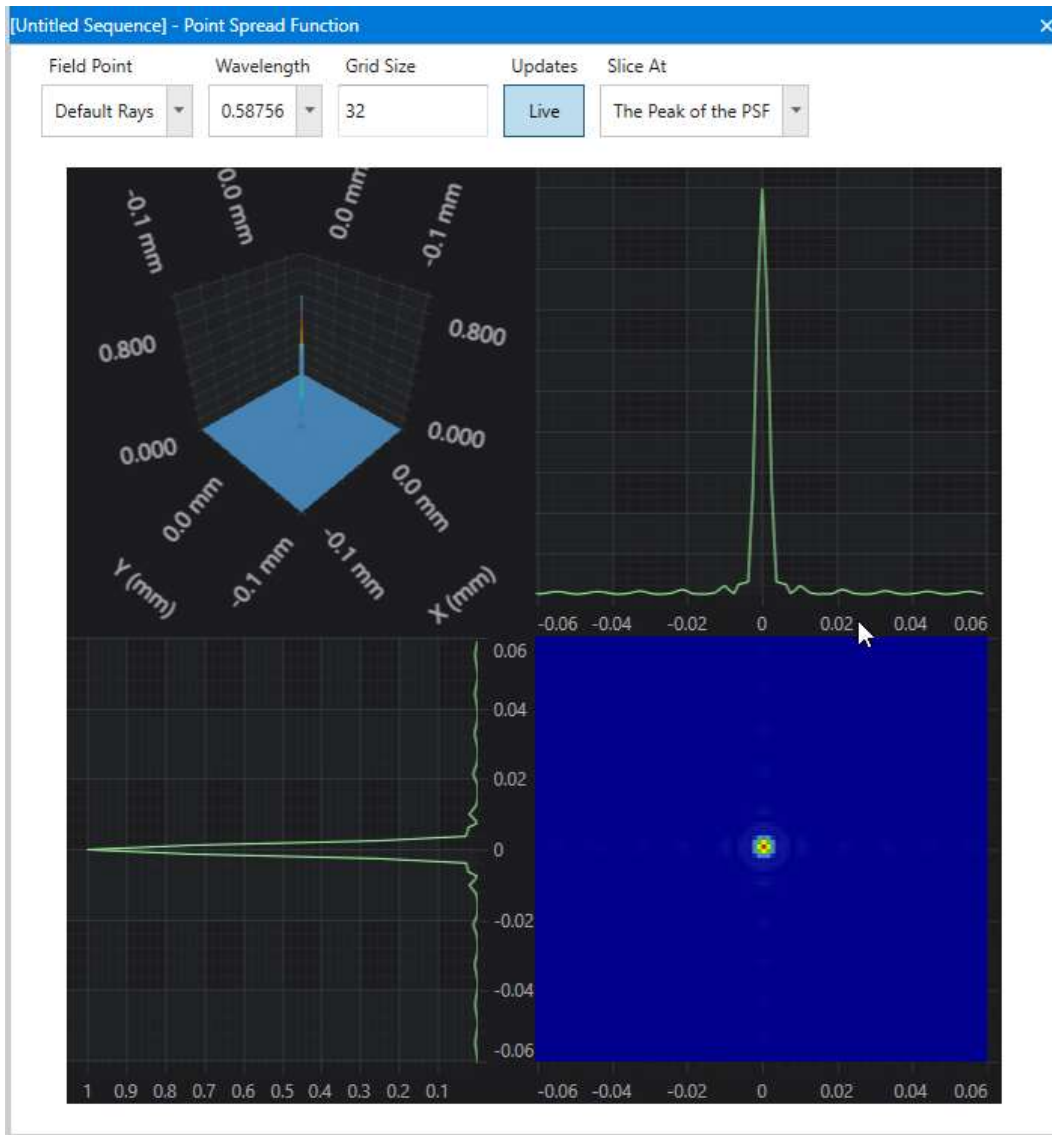 [Untitled Sequence] - Point Spread Function ×
Field Point Wavelength Grid Size Updates Slice At
Default Rays 0.58756 32 Live The Peak of the PSF
-0.1 mm 0.0 mm 0.0 mm -0.1 mm
0.800 0.800
0.000 0.000
0.0 mm 0.0 mm
-0.1 mm -0.1 mm
Y (mm) X (mm)
-0.06 -0.04 -0.02 0 0.02 0.04 0.06
0.06
0.04
0.02
0
-0.02
-0.04
-0.06
1 0.9 0.8 0.7 0.6 0.5 0.4 0.3 0.2 0.1
-0.06 -0.04 -0.02 0 0.02 0.04 0.06